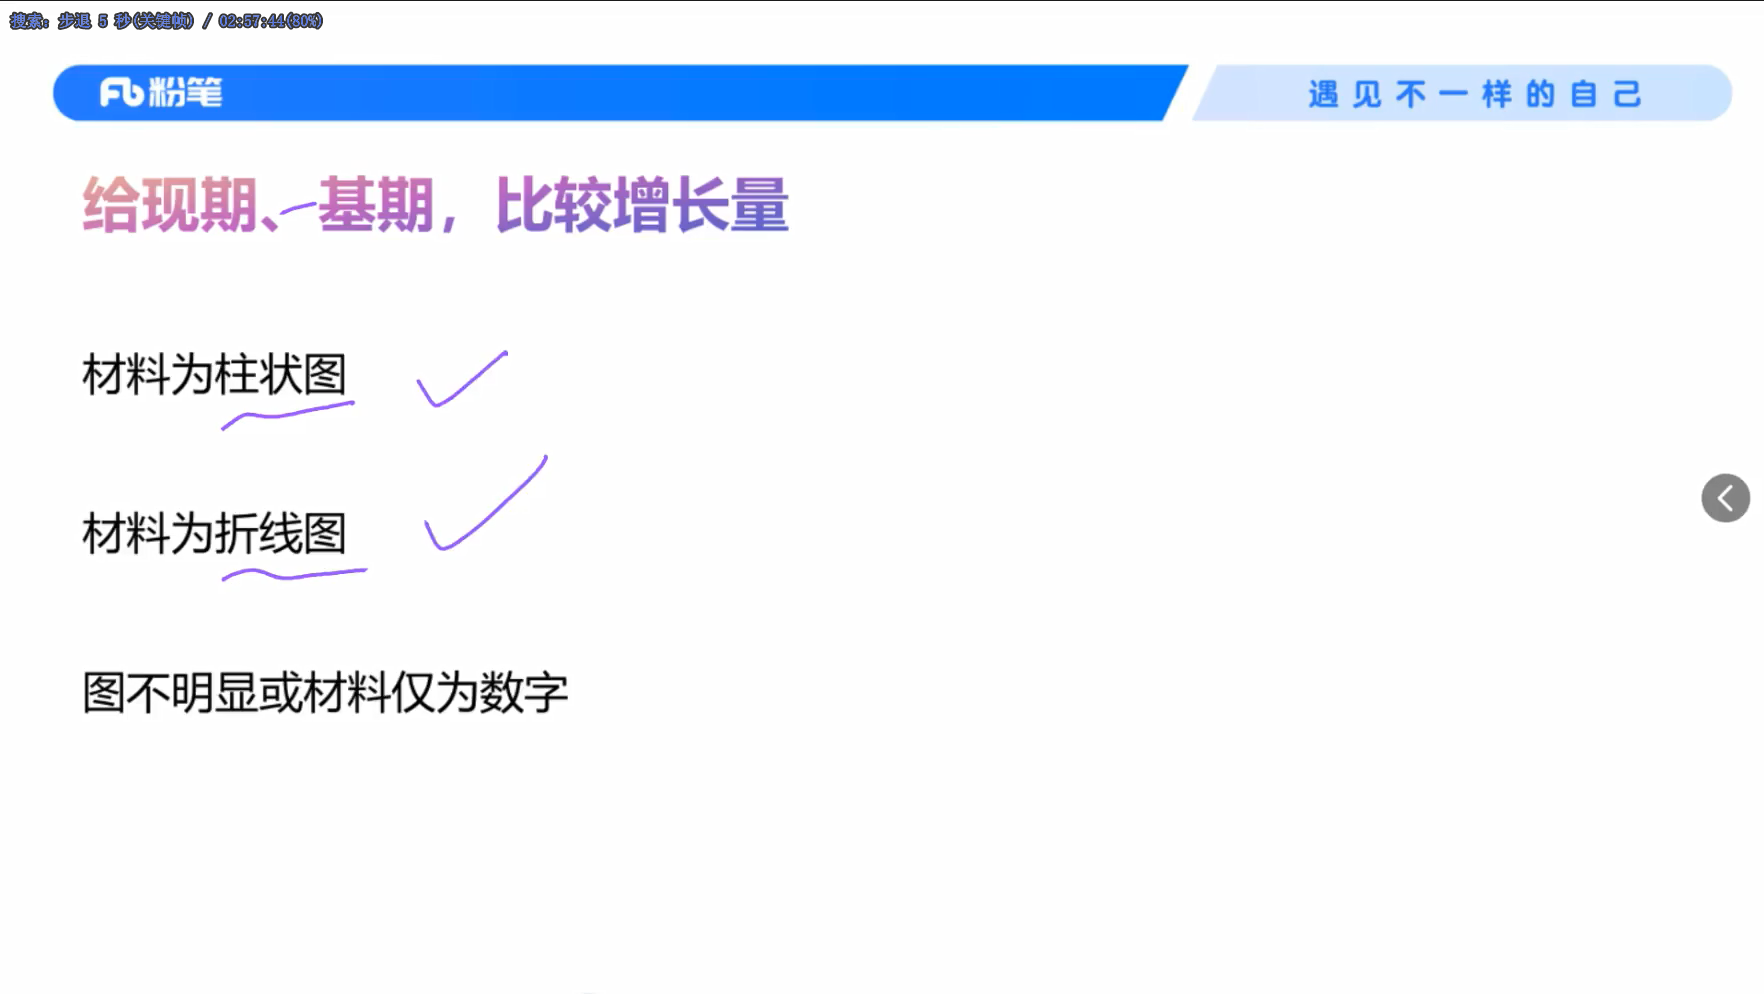 搜索: 步退 5 秒(关键帧) / 02:57:44(80%)
粉笔
遇见不一样的自己
给现期、基期，比较增长量
材料为柱状图
材料为折线图
图不明显或材料仅为数字